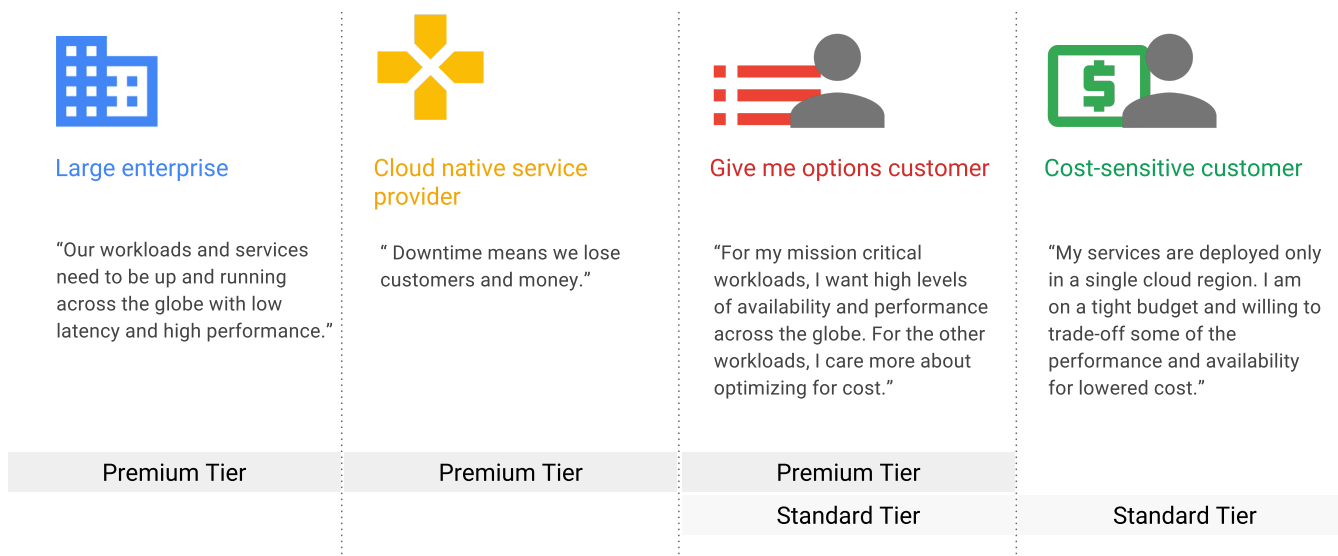 Large enterprise
“Our workloads and services
need to be up and running
across the globe with low
latency and high performance.”
Premium Tier
Cloud native service
provider
“ Downtime means we lose
customers and money.”
Premium Tier
Give me options customer
“For my mission critical
workloads, I want high levels
of availability and performance
across the globe. For the other
workloads, I care more about
optimizing for cost.”
Premium Tier
Standard Tier
$
Cost-sensitive customer
“My services are deployed only
in a single cloud region. I am
on a tight budget and willing to
trade-off some of the
performance and availability
for lowered cost.”
Standard Tier